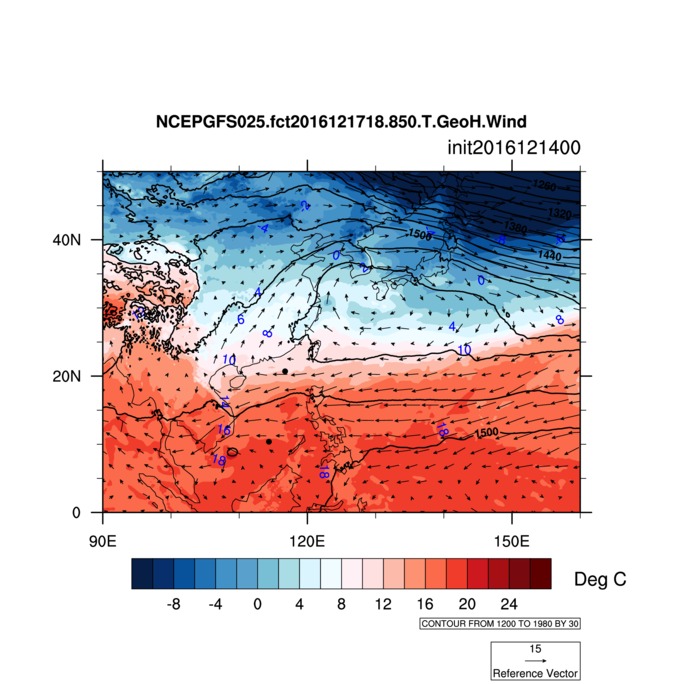 NCEPGFS025.fct2016121718.850.T.GeoH.Wind
init2016121400
1260
1320
1380
1500
1440
40N
0
0
4
4
6
8
8
4
10
10
20N
14
16
18
18
18
1500
0
90E
120E
150E
Deg C
-8 -4 0 4 8 12 16 20 24
CONTOUR FROM 1200 TO 1980 BY 30
15
Reference Vector